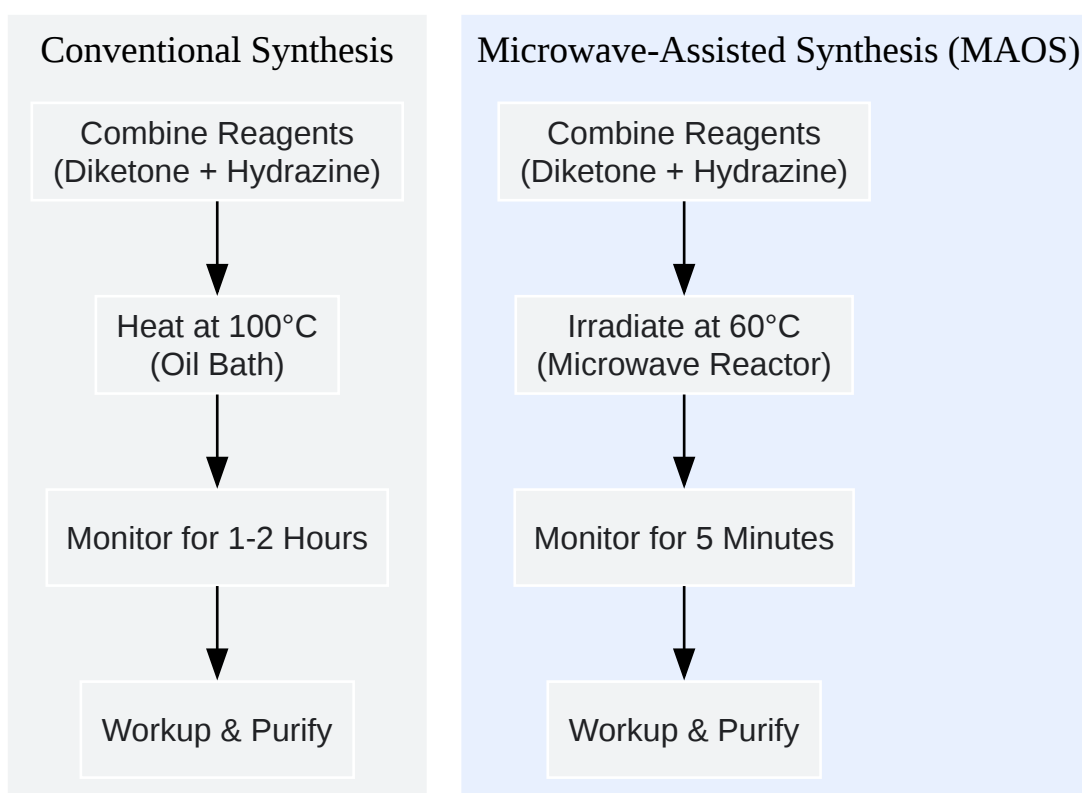 Conventional Synthesis
Combine Reagents
(Diketone + Hydrazine)
Heat at 100°C
(Oil Bath)
Monitor for 1-2 Hours
Workup & Purify
Microwave-Assisted Synthesis (MAOS)
Combine Reagents
(Diketone + Hydrazine)
Irradiate at 60°C
(Microwave Reactor)
Monitor for 5 Minutes
Workup & Purify